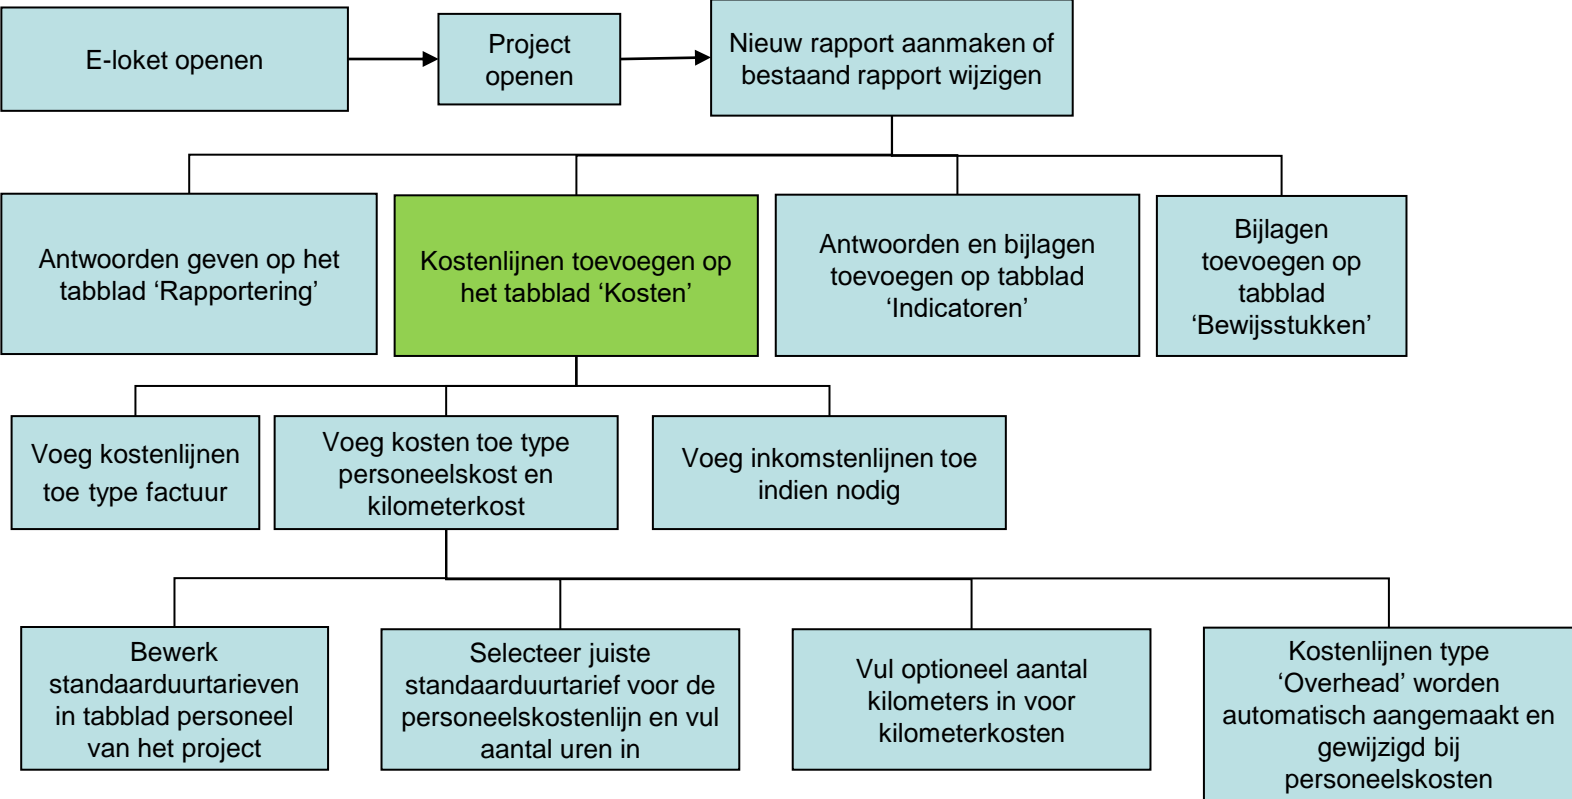 E-loket openen
Project
openen
Nieuw rapport aanmaken of
bestaand rapport wijzigen
Antwoorden geven op het
tabblad ‘Rapportering’
Kostenlijnen toevoegen op
het tabblad ‘Kosten’
Antwoorden en bijlagen
toevoegen op tabblad
‘Indicatoren’
Bijlagen
toevoegen op
tabblad
‘Bewijsstukken’
Voeg kostenlijnen
toe type factuur
Voeg kosten toe type
personeelskost en
kilometerkost
Voeg inkomstenlijnen toe
indien nodig
Bewerk
standaarduurtarieven
in tabblad personeel
van het project
Selecteer juiste
standaarduurtarief voor de
personeelskostenlijn en vul
aantal uren in
Vul optioneel aantal
kilometers in voor
kilometerkosten
Kostenlijnen type
‘Overhead’ worden
automatisch aangemaakt en
gewijzigd bij
personeelskosten